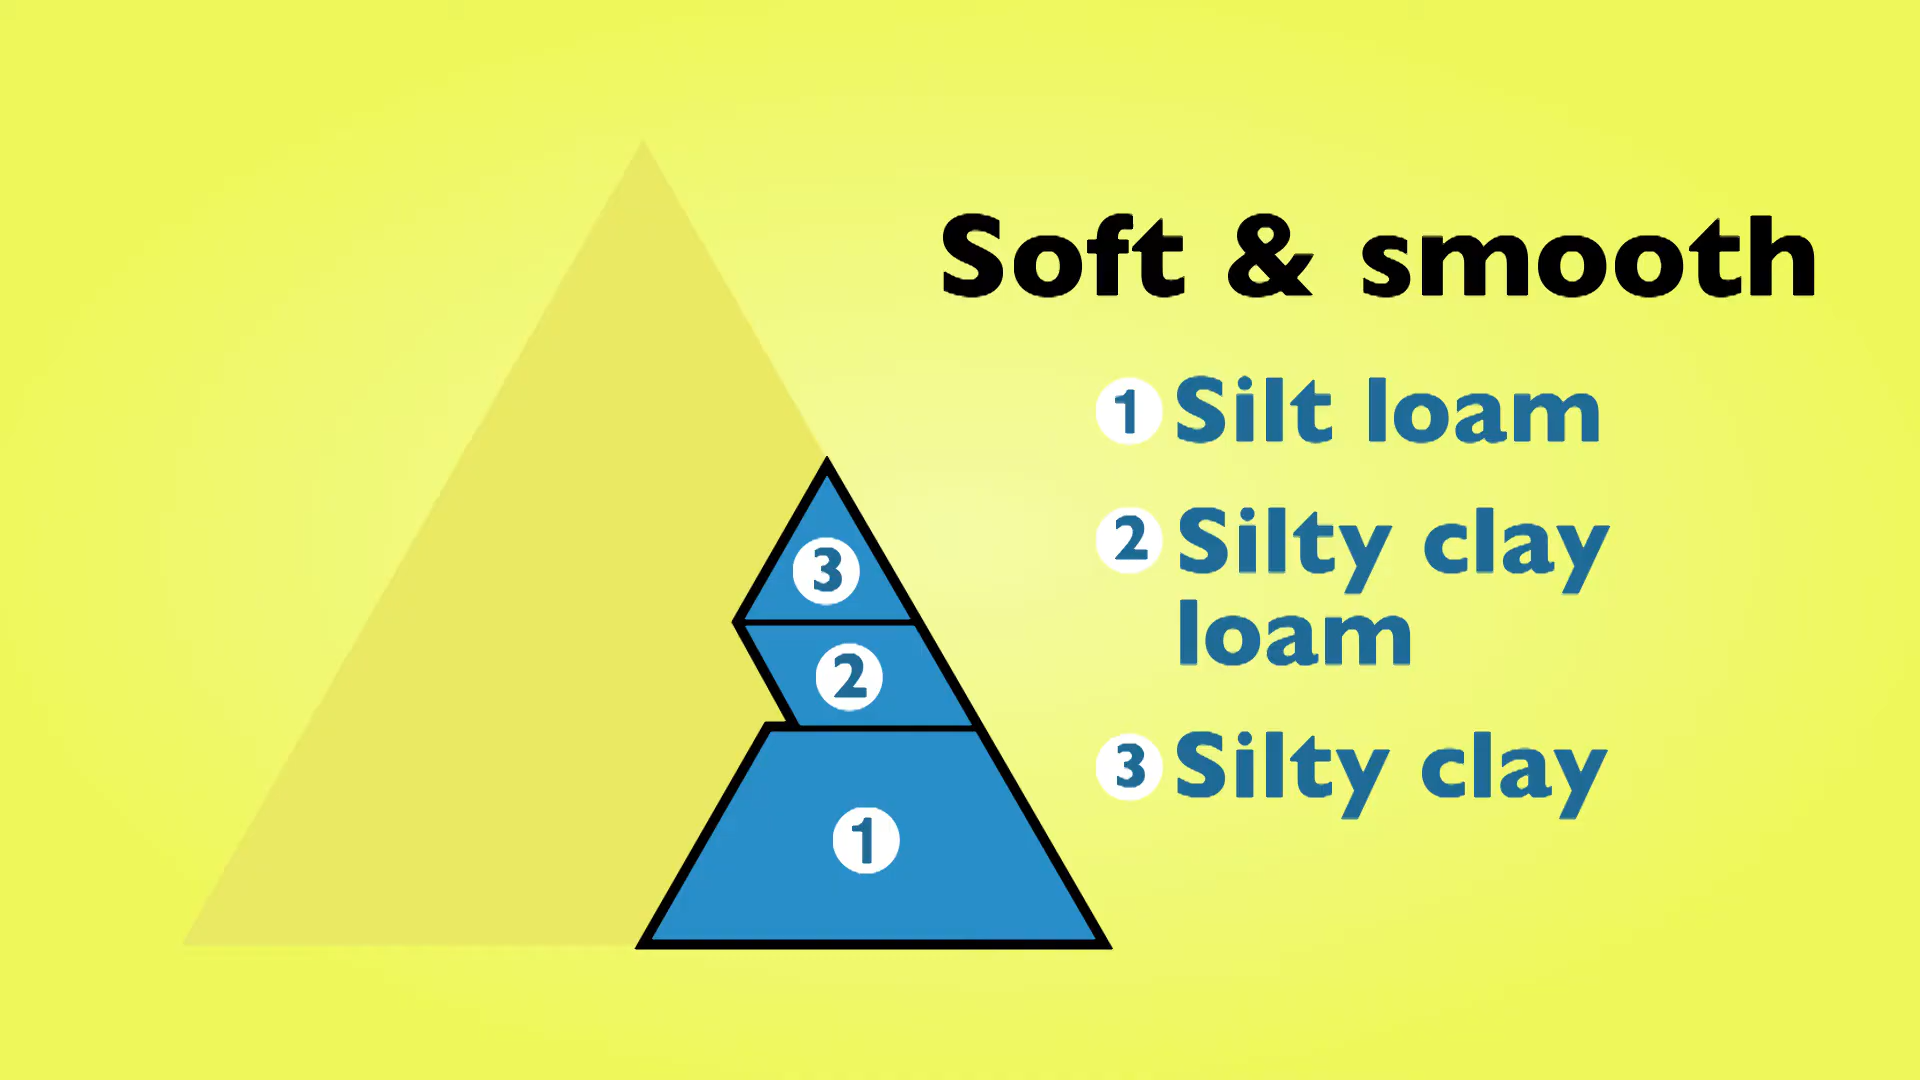 Soft & smooth
1 Silt loam
2 Silty clay
loam
3 Silty clay
3
2
1